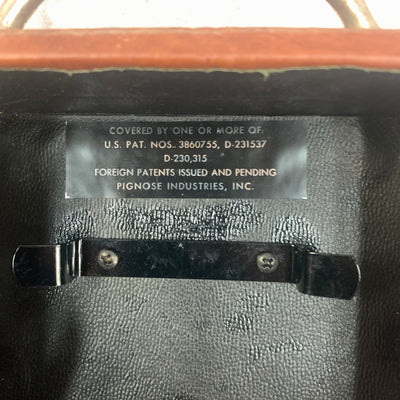 COVERED BY ONE OR MORE OF:
U.S. PAT. NOS. 3860755, D-231537
D-230,315
FOREIGN PATENTS ISSUED AND PENDING
PIGNOSE INDUSTRIES, INC.